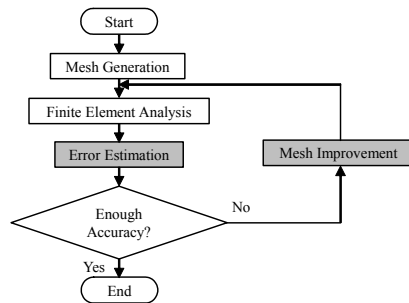 Start
Mesh Generation
Finite Element Analysis
Error Estimation
Mesh Improvement
Enough
Accuracy?
No
Yes
End